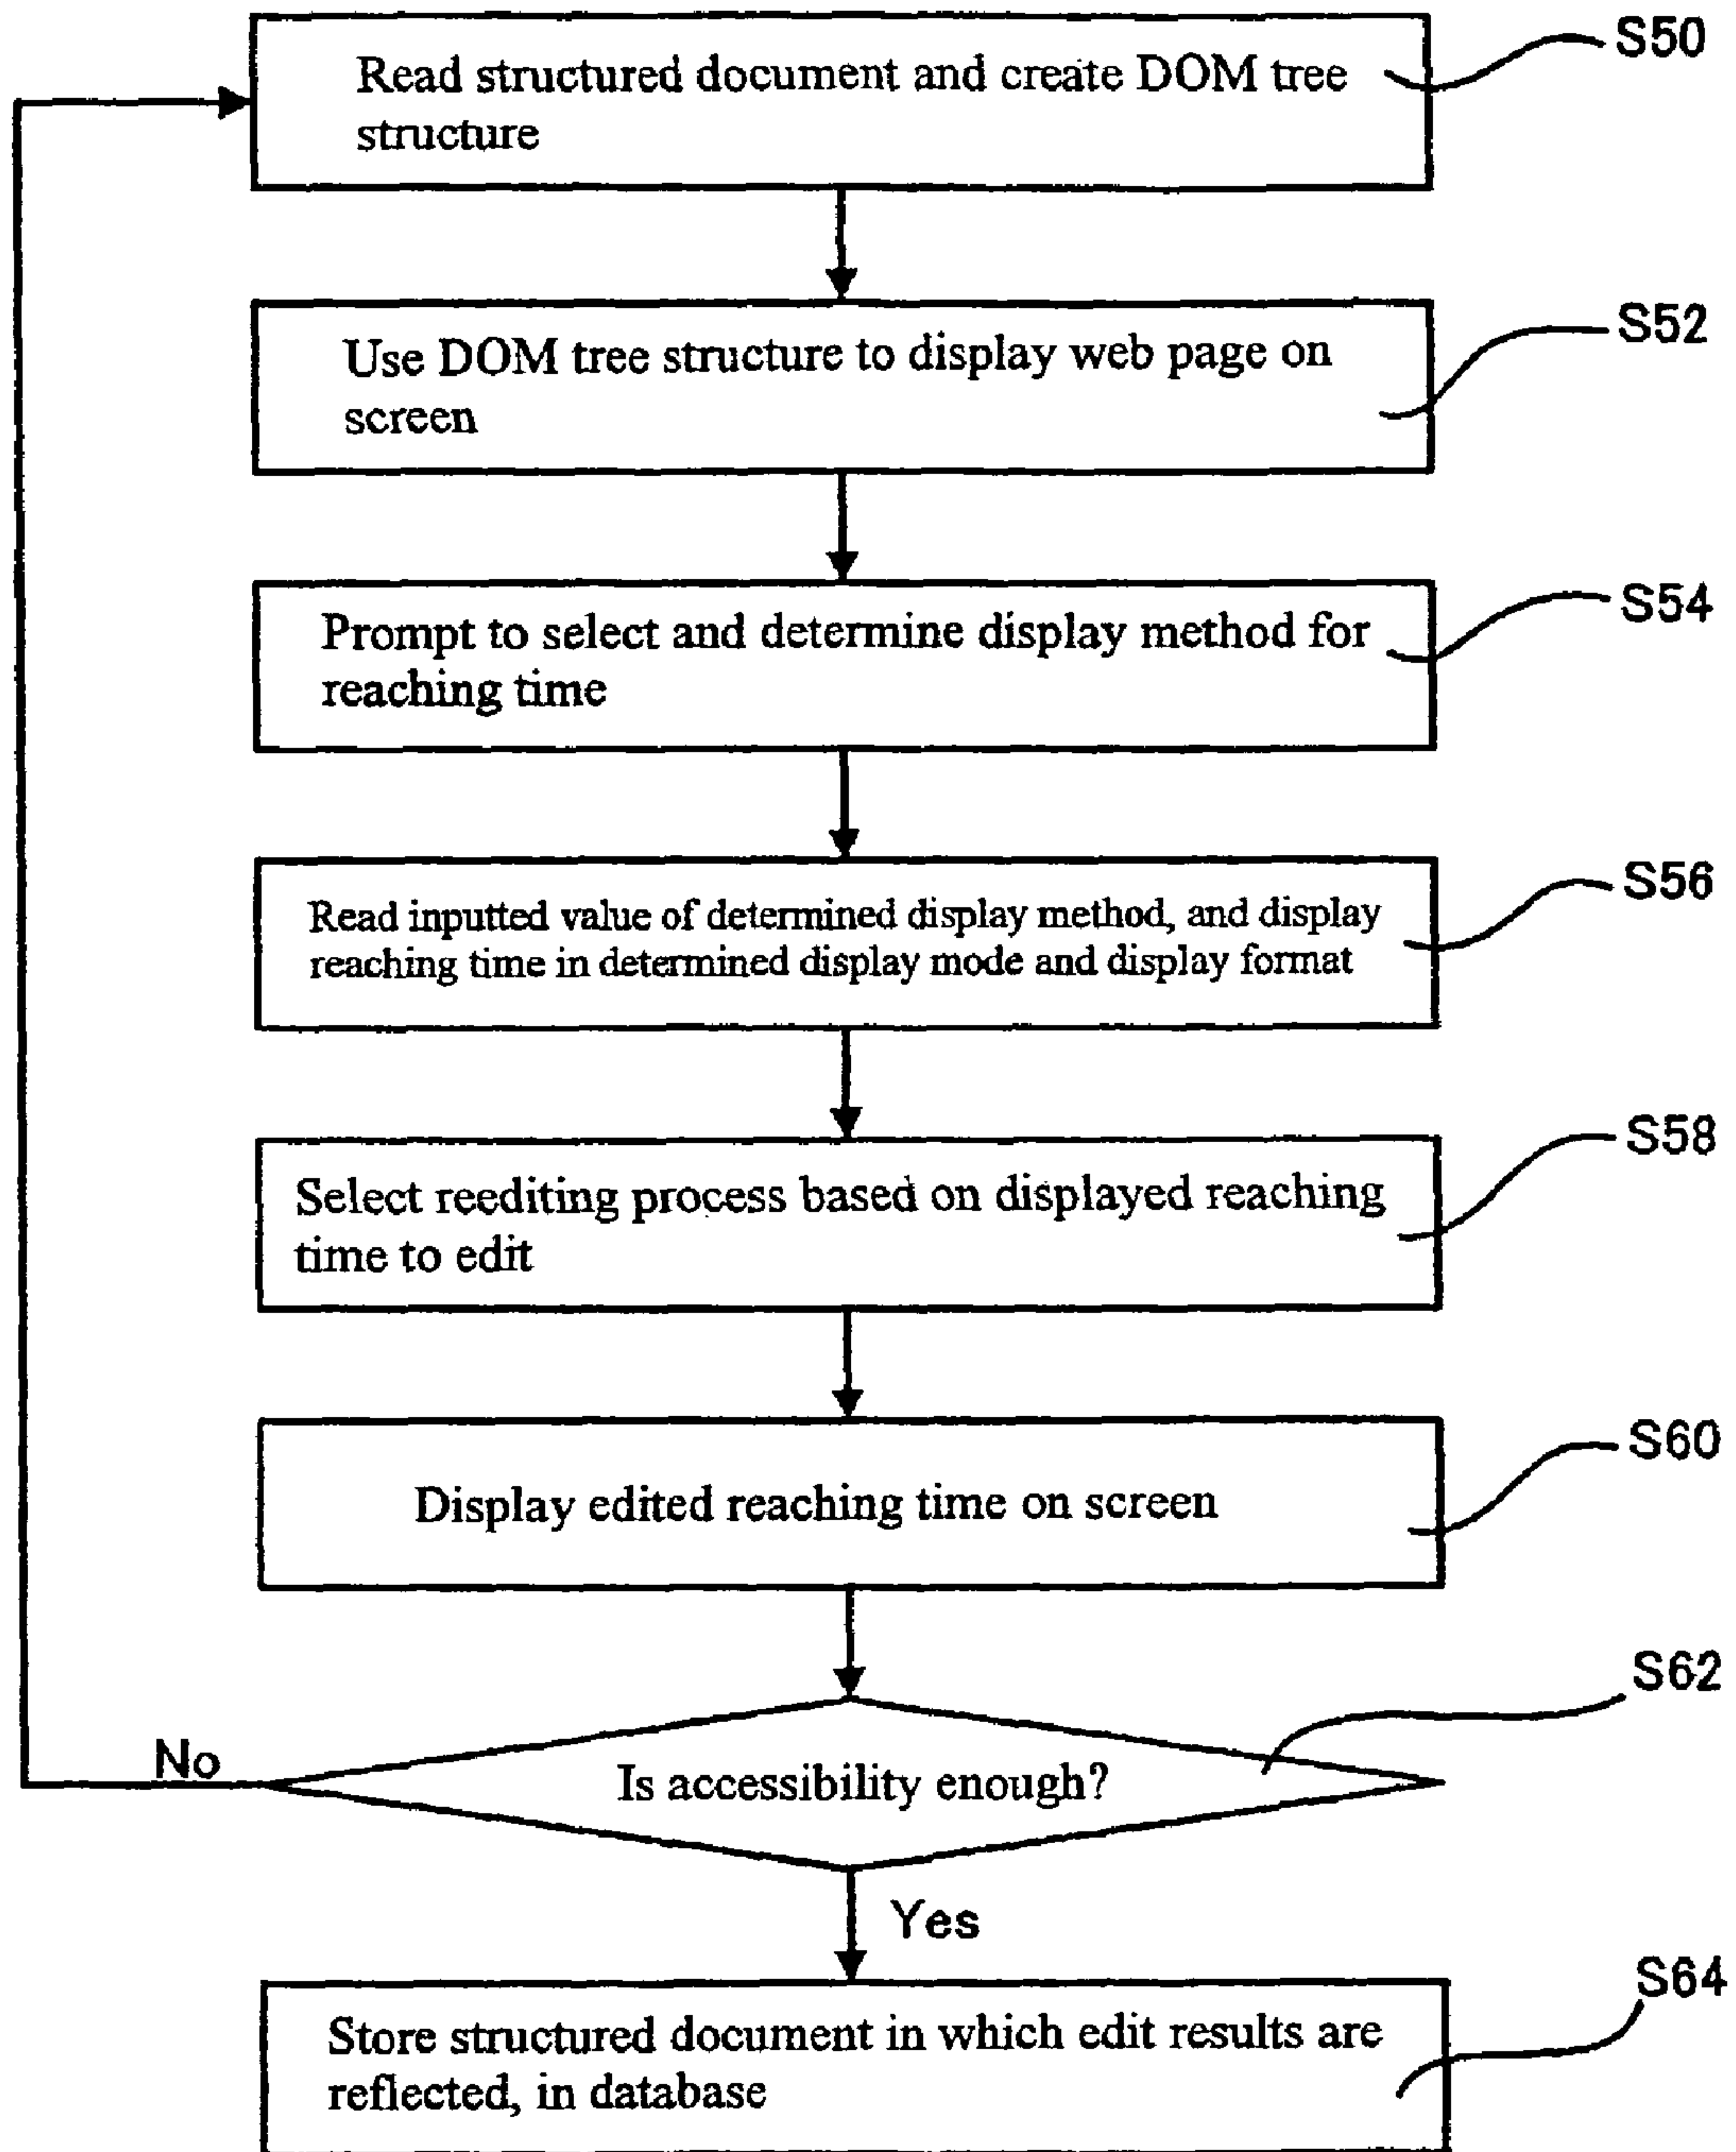 S50
Read structured document and create DOM tree
structure
S52
Use DOM tree structure to display web page on
screen
S54
Prompt to select and determine display method for
reaching time
S56
Read inputted value of determined display method, and display
reaching time in determined display mode and display format
S58
Select reediting process based on displayed reaching
time to edit
S60
Display edited reaching time on screen
S62
No
Is accessibility enough?
Yes
S64
Store structured document in which edit results are
reflected, in database